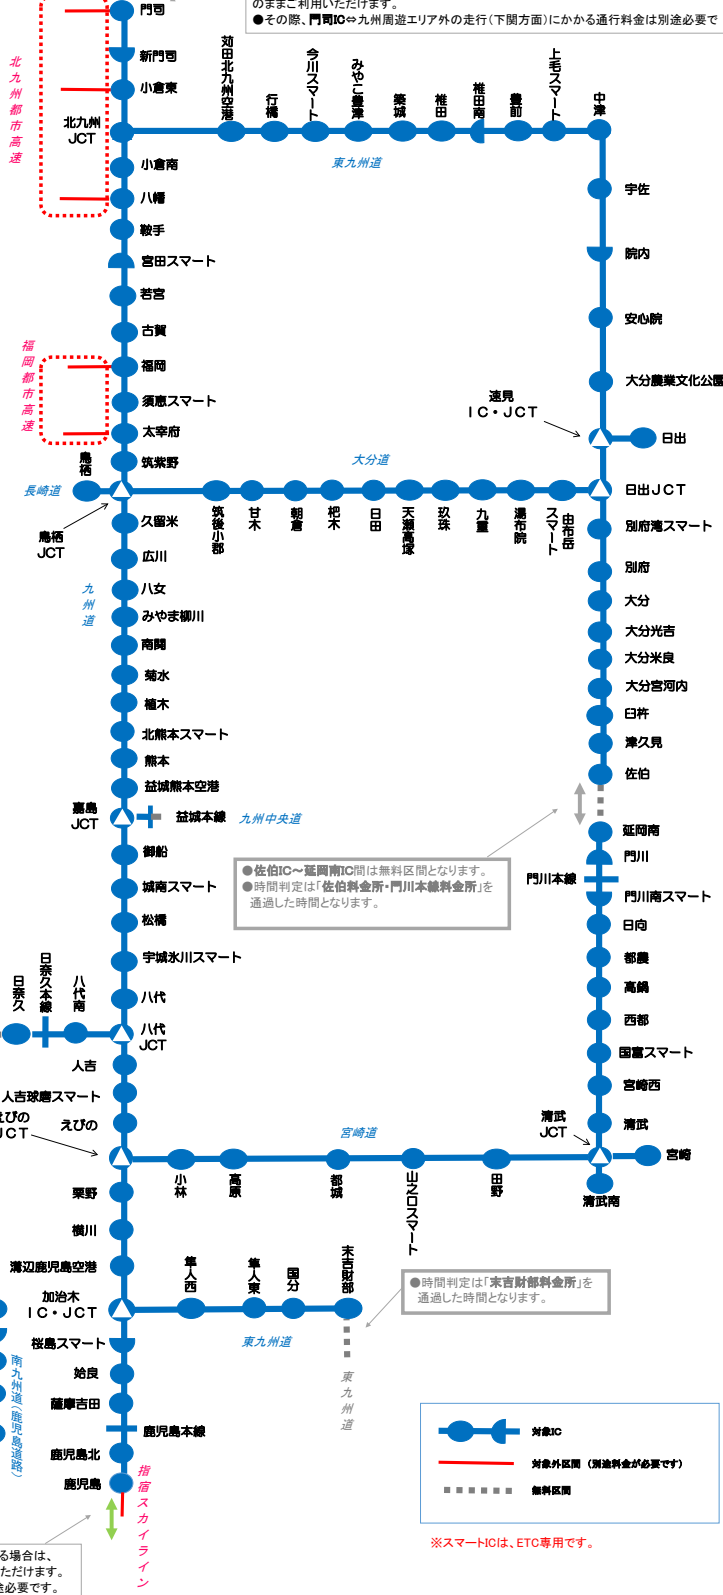 のままご利用いただけます。
●その際、門司IC⇔九州周遊エリア外の走行(下関方面)にかかる通行料金は別途必要で
門司
新門司
小倉東
北九州
JCT
小倉南
八幡
鞍手
宮田スマート
若宮
古賀
福岡
須恵スマート
太宰府
筑紫野
北九州都市高速
福岡都市高速
苅田北九州空港
行橋
今川スマート
みやこ豊津
築城
椎田
椎田南
豊前
上毛スマート
中津
東九州道
宇佐
院内
安心院
大分農業文化公園
速見
IC・JCT
日出
鳥栖
長崎道
鳥栖
JCT
大分道
筑後小郡
甘木
朝倉
杷木
日田
天瀬高塚
玖珠
九重
湯布院
由布岳
スマート
日出JCT
別府湾スマート
別府
大分
大分光吉
大分米良
大分宮河内
臼杵
津久見
佐伯
延岡南
門川
門川本線
門川南スマート
日向
都農
高鍋
西都
国富スマート
宮崎西
清武
清武
JCT
宮崎
清武南
久留米
広川
八女
みやま柳川
南関
菊水
植木
北熊本スマート
熊本
益城熊本空港
九州道
嘉島
JCT
益城本線
九州中央道
御船
城南スマート
松橋
宇城氷川スマート
八代
八代
JCT
日奈久
日奈久本線
八代南
●佐伯IC～延岡南IC間は無料区間となります。
●時間判定は「佐伯料金所・門川本線料金所」を
通過した時間となります。
人吉
人吉球磨スマート
えびの
えびの
JCT
宮崎道
小林
高原
都城
山之口スマート
田野
栗野
横川
溝辺鹿児島空港
加治木
IC・JCT
隼人西
隼人東
国分
末吉財部
東九州道
東九州道
●時間判定は「末吉財部料金所」を
通過した時間となります。
桜島スマート
姶良
薩摩吉田
鹿児島本線
鹿児島北
鹿児島
南九州道(鹿児島道路)
指宿スカイライン
対象IC
対象外区間 (別途料金が必要です)
無料区間
※スマートICは、ETC専用です。
る場合は、
ただけます。
途必要です。